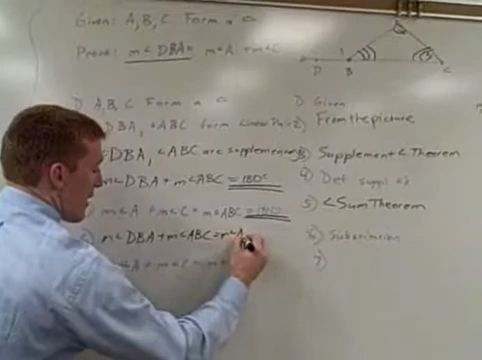 Given: A, B, C Form a △
Prove: m∠DBA = m∠A + m∠C
A
1
D B C
1) A, B, C Form a △
1) Given
DBA, ∠ABC form Linear Pair
2) From the picture
∠DBA, ∠ABC are supplementary
3) Supplement ∠ Theorem
m∠DBA + m∠ABC = 180°
4) Def suppl ∠s
m∠A + m∠C + m∠ABC = 180°
5) ∠ Sum Theorem
m∠DBA + m∠ABC = m∠A
6) Substitution
∠A + m∠C = m
7)